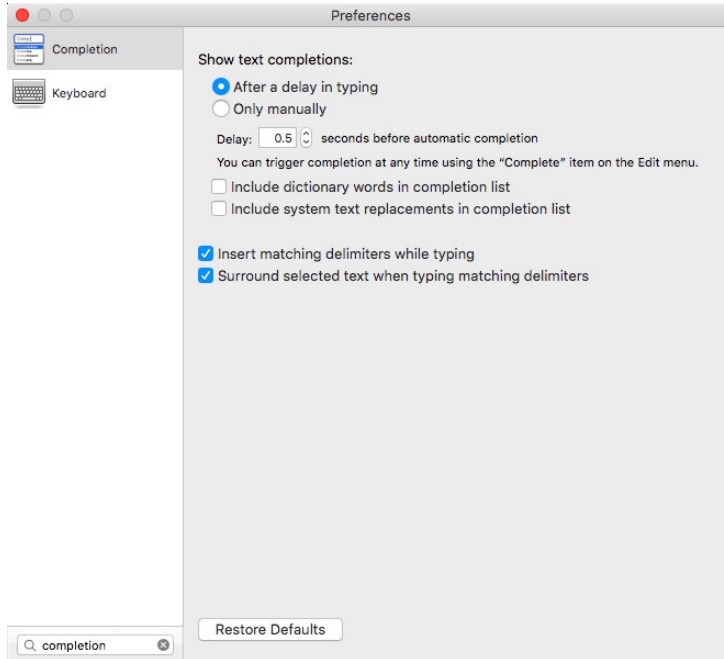 Preferences
Completion
Keyboard
Show text completions:
After a delay in typing
Only manually
Delay: 0.5 seconds before automatic completion
You can trigger completion at any time using the “Complete” item on the Edit menu.
Include dictionary words in completion list
Include system text replacements in completion list
Insert matching delimiters while typing
Surround selected text when typing matching delimiters
Restore Defaults
completion